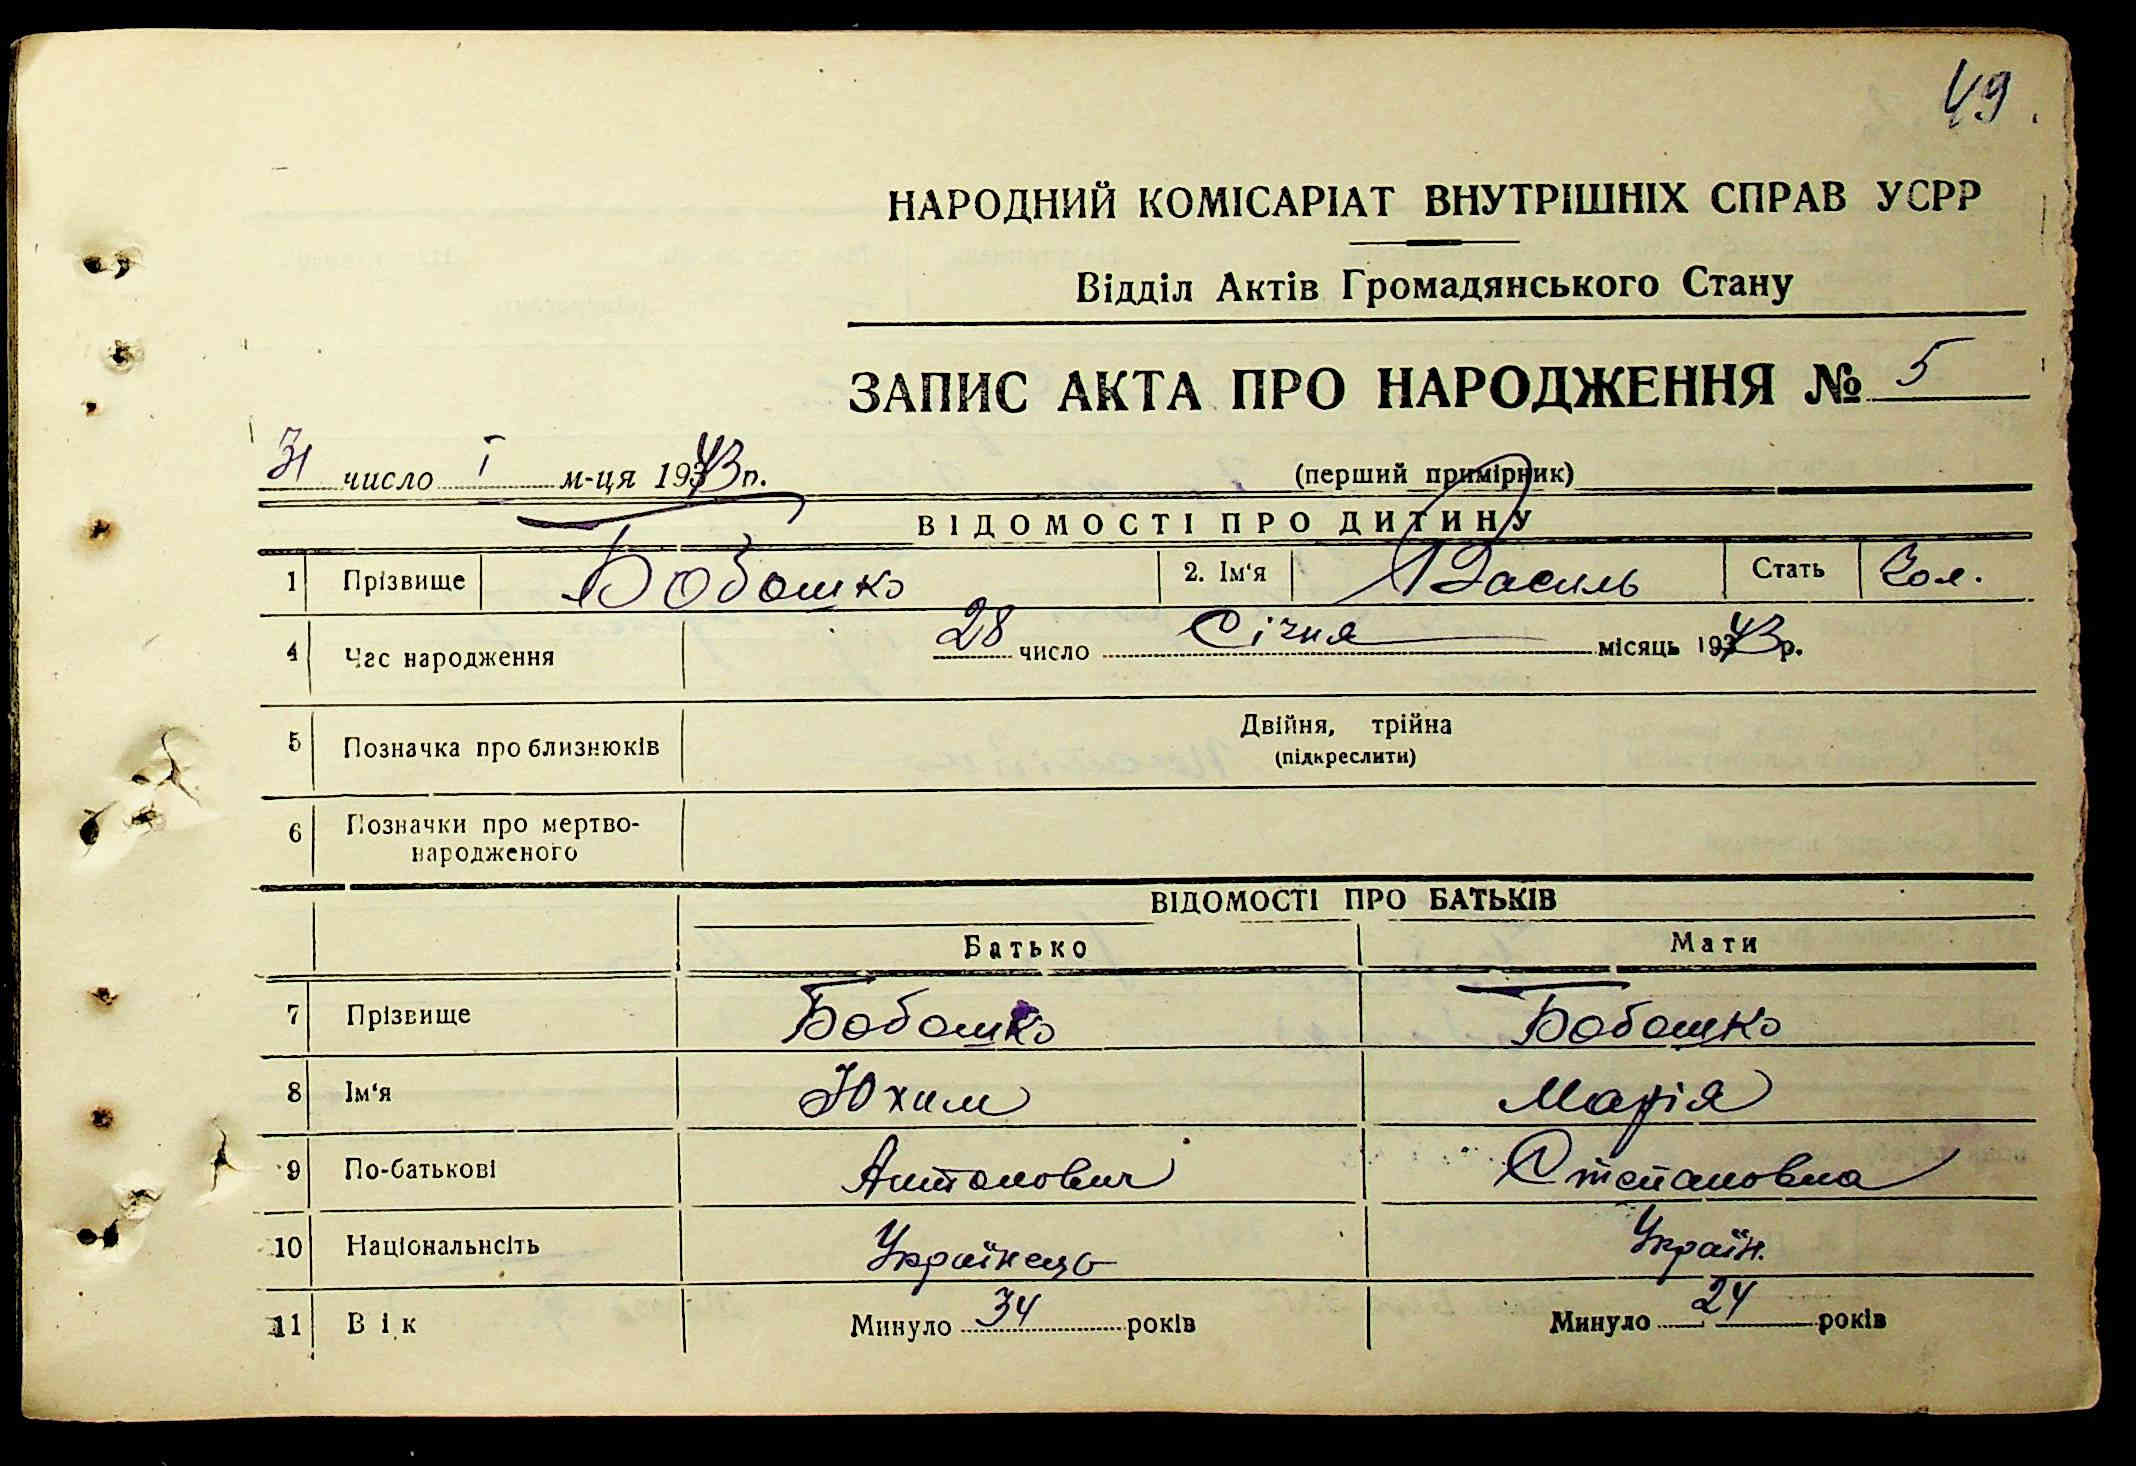 49.
НАРОДНИЙ КОМІСАРІАТ ВНУТРІШНІХ СПРАВ УСРР
Відділ Актів Громадянського Стану
ЗАПИС АКТА ПРО НАРОДЖЕННЯ № 5
31 число I м-ця 1943 р.
(перший примірник)
ВІДОМОСТІ ПРО ДИТИНУ
1 Прізвище Бобошко 2. Ім'я Василь Стать Чол.
4 Час народження 28 число Січня місяць 1943 р.
5 Позначка про близнюків Двійня, трійна
(підкреслити)
6 Позначки про мертво-
народженого
ВІДОМОСТІ ПРО БАТЬКІВ
Батько Мати
7 Прізвище Бобошко Бобошко
8 Ім'я Юхим Марія
9 По-батькові Антонович Степановна
10 Національнсіть Українець Україн.
11 Вік Минуло 34 років Минуло 24 років